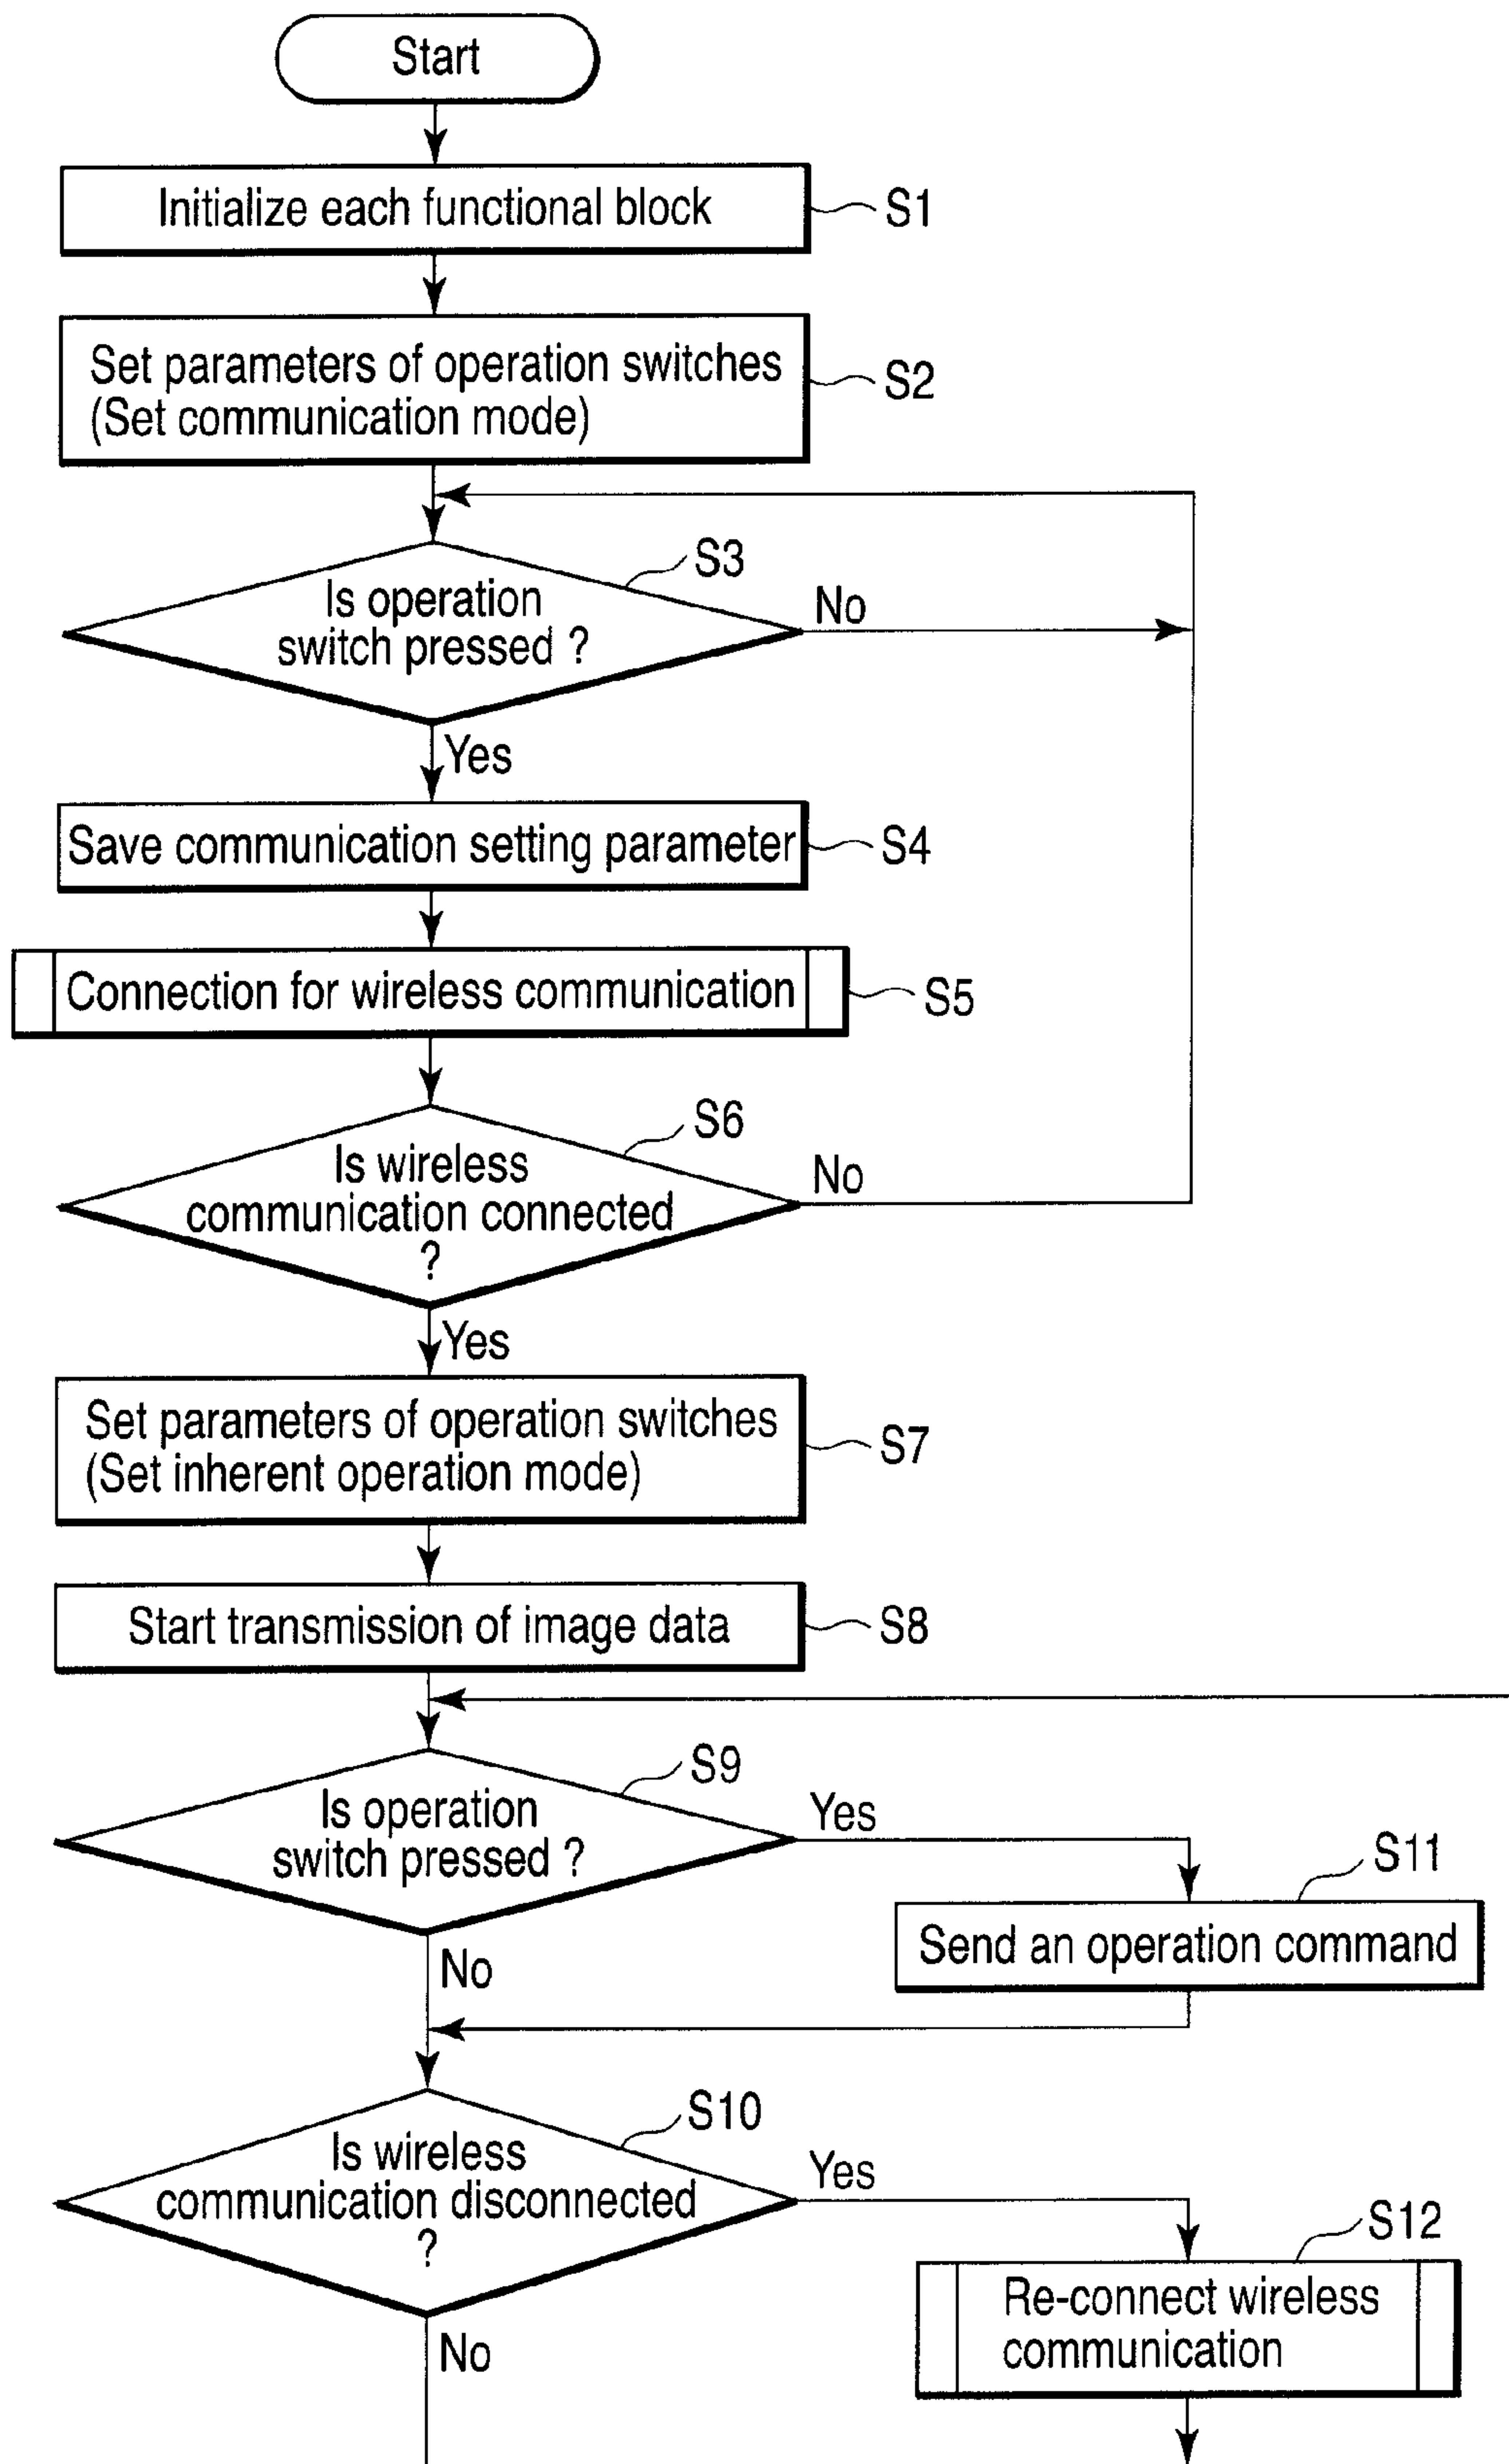 Start
Initialize each functional block
S1
Set parameters of operation switches
(Set communication mode)
S2
S3
Is operation
switch pressed ?
No
Yes
Save communication setting parameter
S4
Connection for wireless communication
S5
S6
Is wireless
communication connected
?
No
Yes
Set parameters of operation switches
(Set inherent operation mode)
S7
Start transmission of image data
S8
S9
Is operation
switch pressed ?
Yes
S11
Send an operation command
No
S10
Is wireless
communication disconnected
?
Yes
S12
Re-connect wireless
communication
No